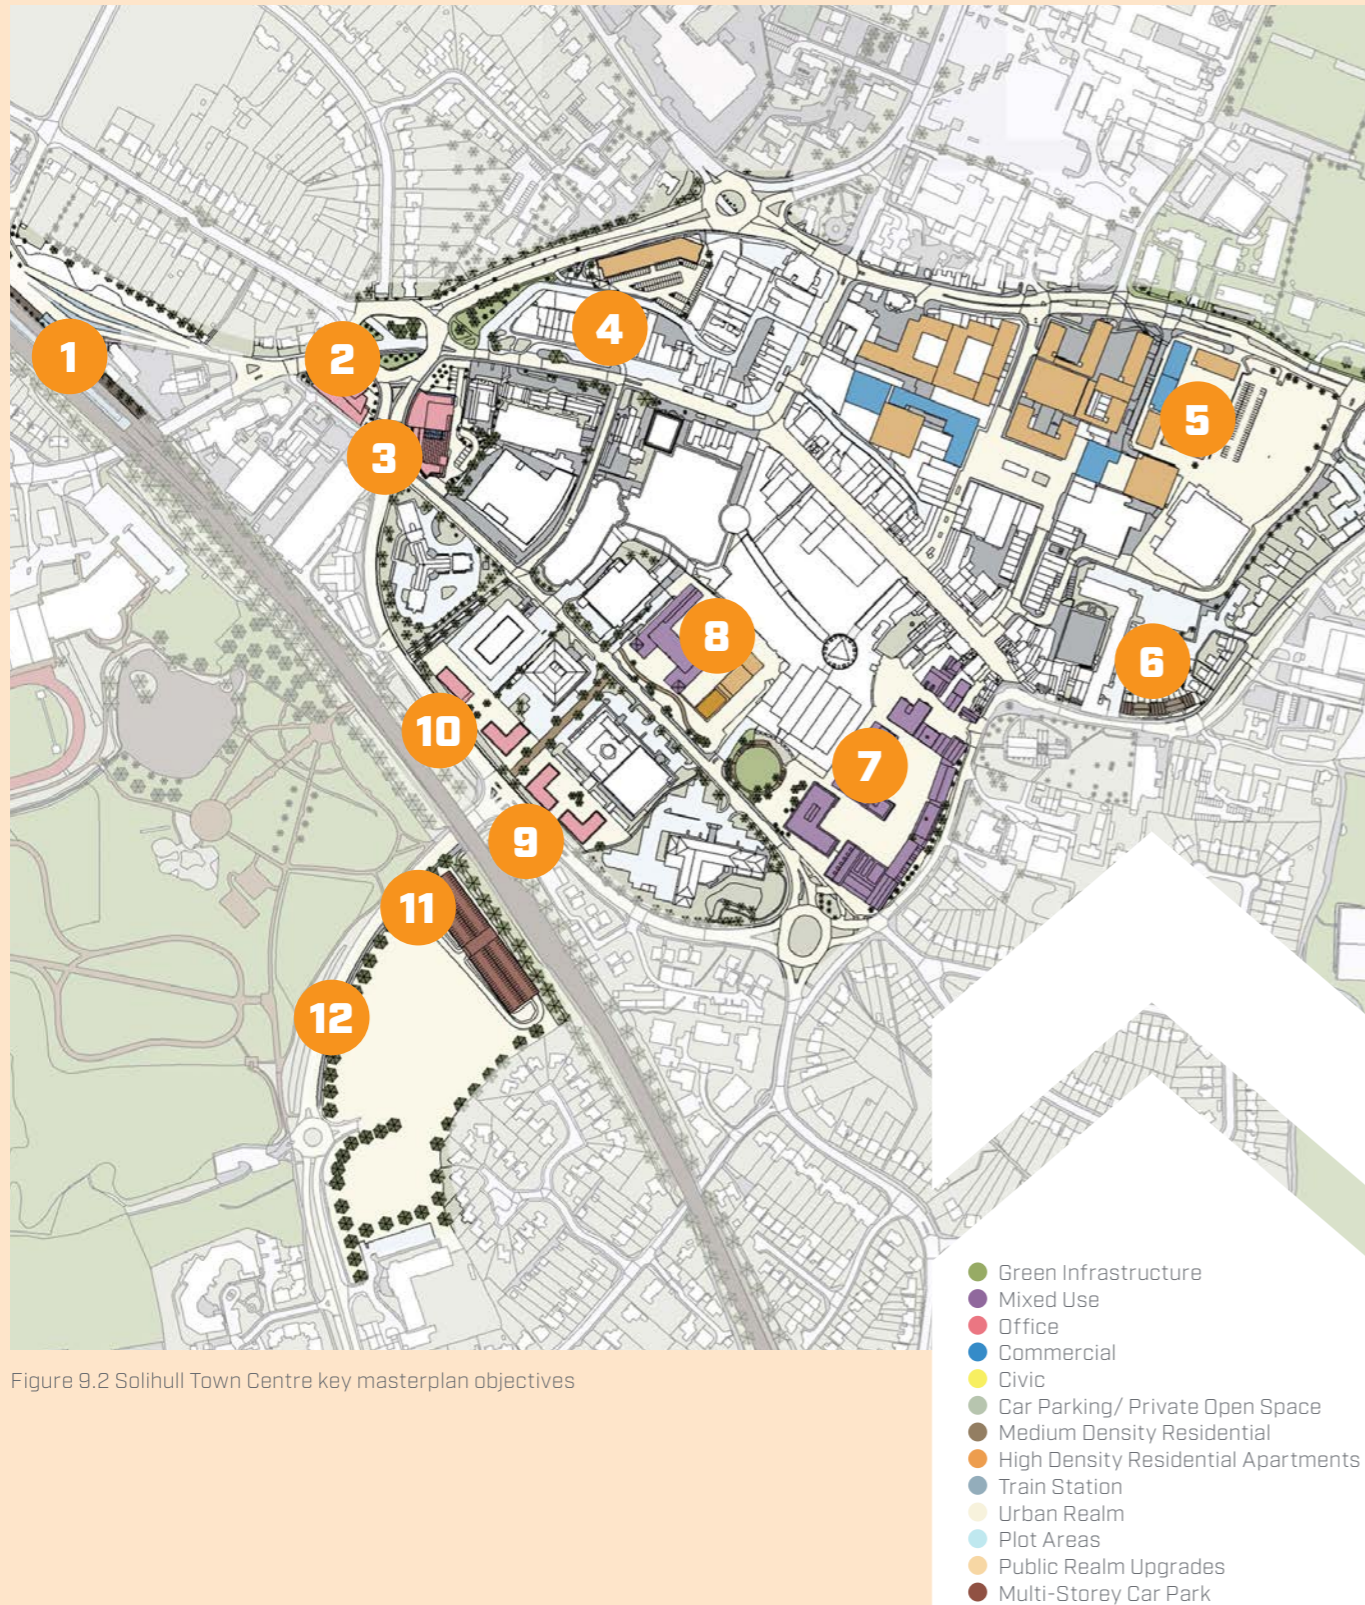 1
2
3
4
5
6
7
8
9
10
11
12
Figure 9.2 Solihull Town Centre key masterplan objectives
Green Infrastructure
Mixed Use
Office
Commercial
Civic
Car Parking/ Private Open Space
Medium Density Residential
High Density Residential Apartments
Train Station
Urban Realm
Plot Areas
Public Realm Upgrades
Multi-Storey Car Park